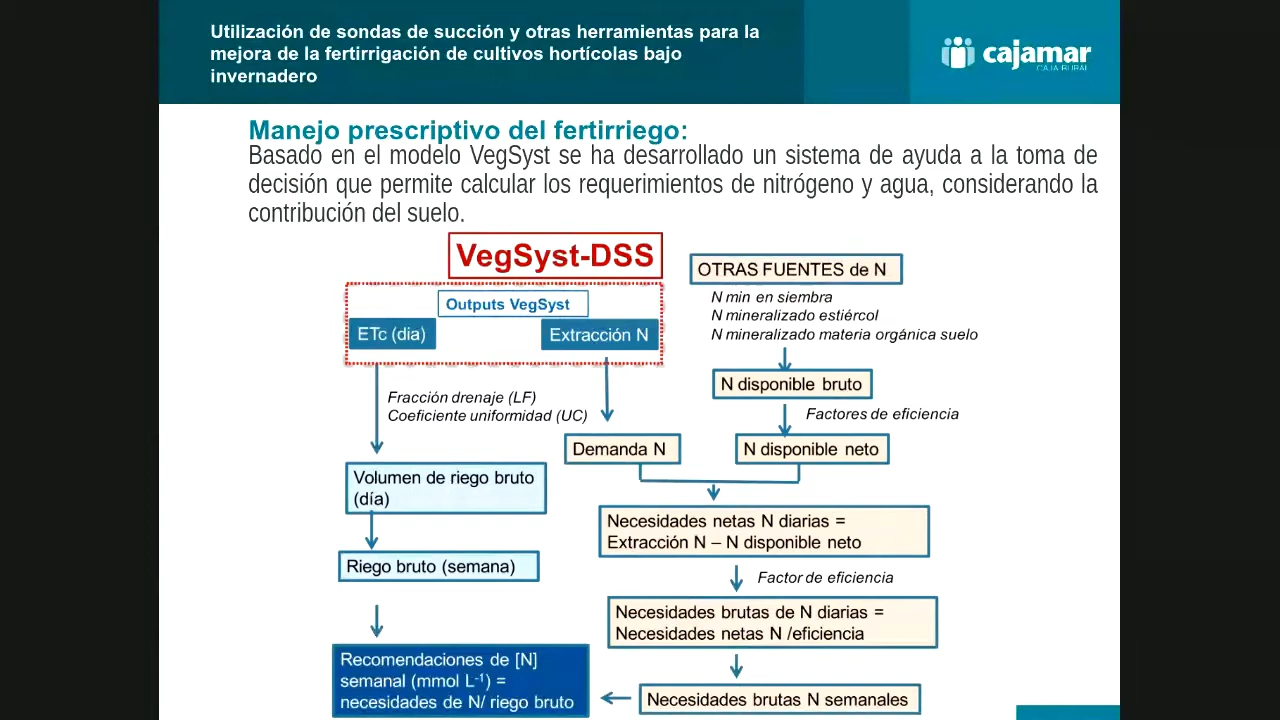 Utilización de sondas de succión y otras herramientas para la
mejora de la fertirrigación de cultivos hortícolas bajo
invernadero
cajamar
CAJA RURAL
Manejo prescriptivo del fertirriego:
Basado en el modelo VegSyst se ha desarrollado un sistema de ayuda a la toma de
decisión que permite calcular los requerimientos de nitrógeno y agua, considerando la
contribución del suelo.
VegSyst-DSS
OTRAS FUENTES de N
Outputs VegSyst
N min en siembra
N mineralizado estiércol
N mineralizado materia orgánica suelo
ETc (dia)
Extracción N
N disponible bruto
Fracción drenaje (LF)
Coeficiente uniformidad (UC)
Factores de eficiencia
Demanda N
N disponible neto
Volumen de riego bruto
(día)
Necesidades netas N diarias =
Extracción N – N disponible neto
Riego bruto (semana)
Factor de eficiencia
Necesidades brutas de N diarias =
Necesidades netas N /eficiencia
Recomendaciones de [N]
semanal (mmol L-1) =
necesidades de N/ riego bruto
Necesidades brutas N semanales